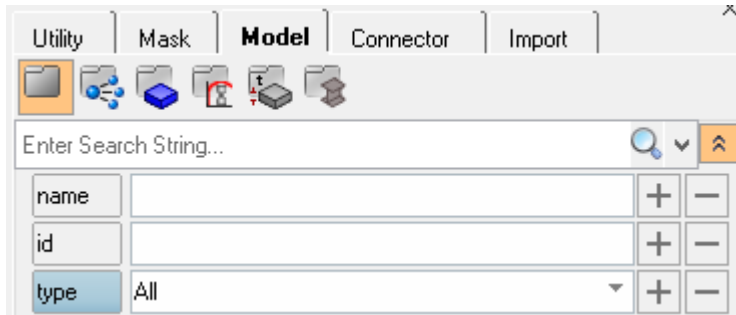 Utility Mask Model Connector Import
Enter Search String...
name
id
type All